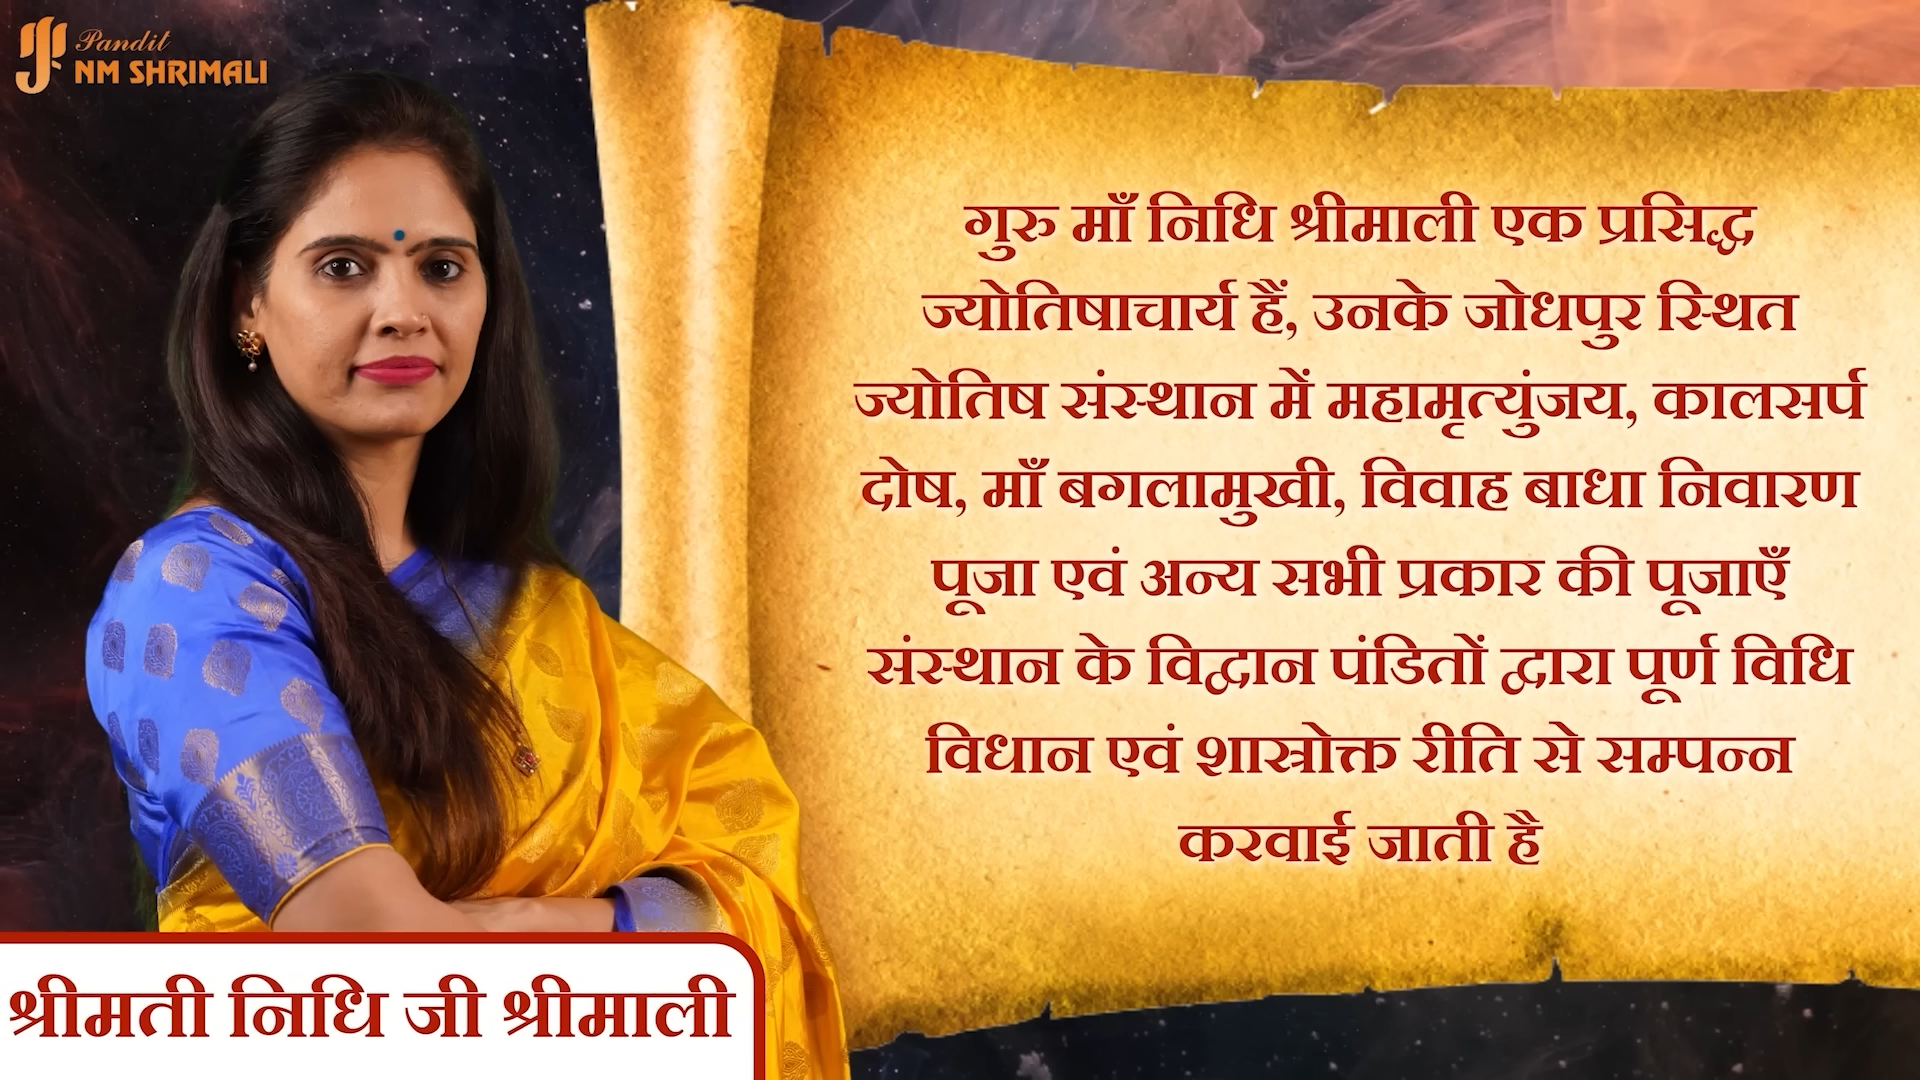 Pandit
NM SHRIMALI
गुरु माँ निधि श्रीमाली एक प्रसिद्ध
ज्योतिषाचार्य हैं, उनके जोधपुर स्थित
ज्योतिष संस्थान में महामृत्युंजय, कालसर्प
दोष, माँ बगलामुखी, विवाह बाधा निवारण
पूजा एवं अन्य सभी प्रकार की पूजाएँ
संस्थान के विद्वान पंडितों द्वारा पूर्ण विधि
विधान एवं शास्त्रोक्त रीति से सम्पन्न
करवाई जाती है
श्रीमती निधि जी श्रीमाली